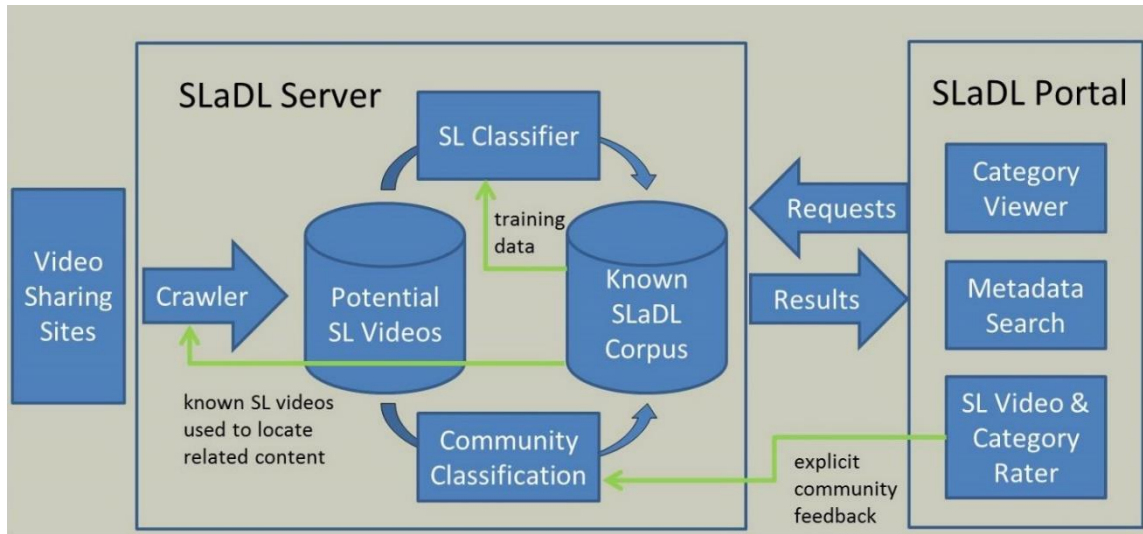 SLaDL Server
SLaDL Portal
SL Classifier
Category
Viewer
Requests
training
data
Video
Sharing
Sites
Crawler
Potential
SL Videos
Known
SLaDL
Corpus
Results
Metadata
Search
known SL videos
used to locate
related content
Community
Classification
explicit
community
feedback
SL Video &
Category
Rater